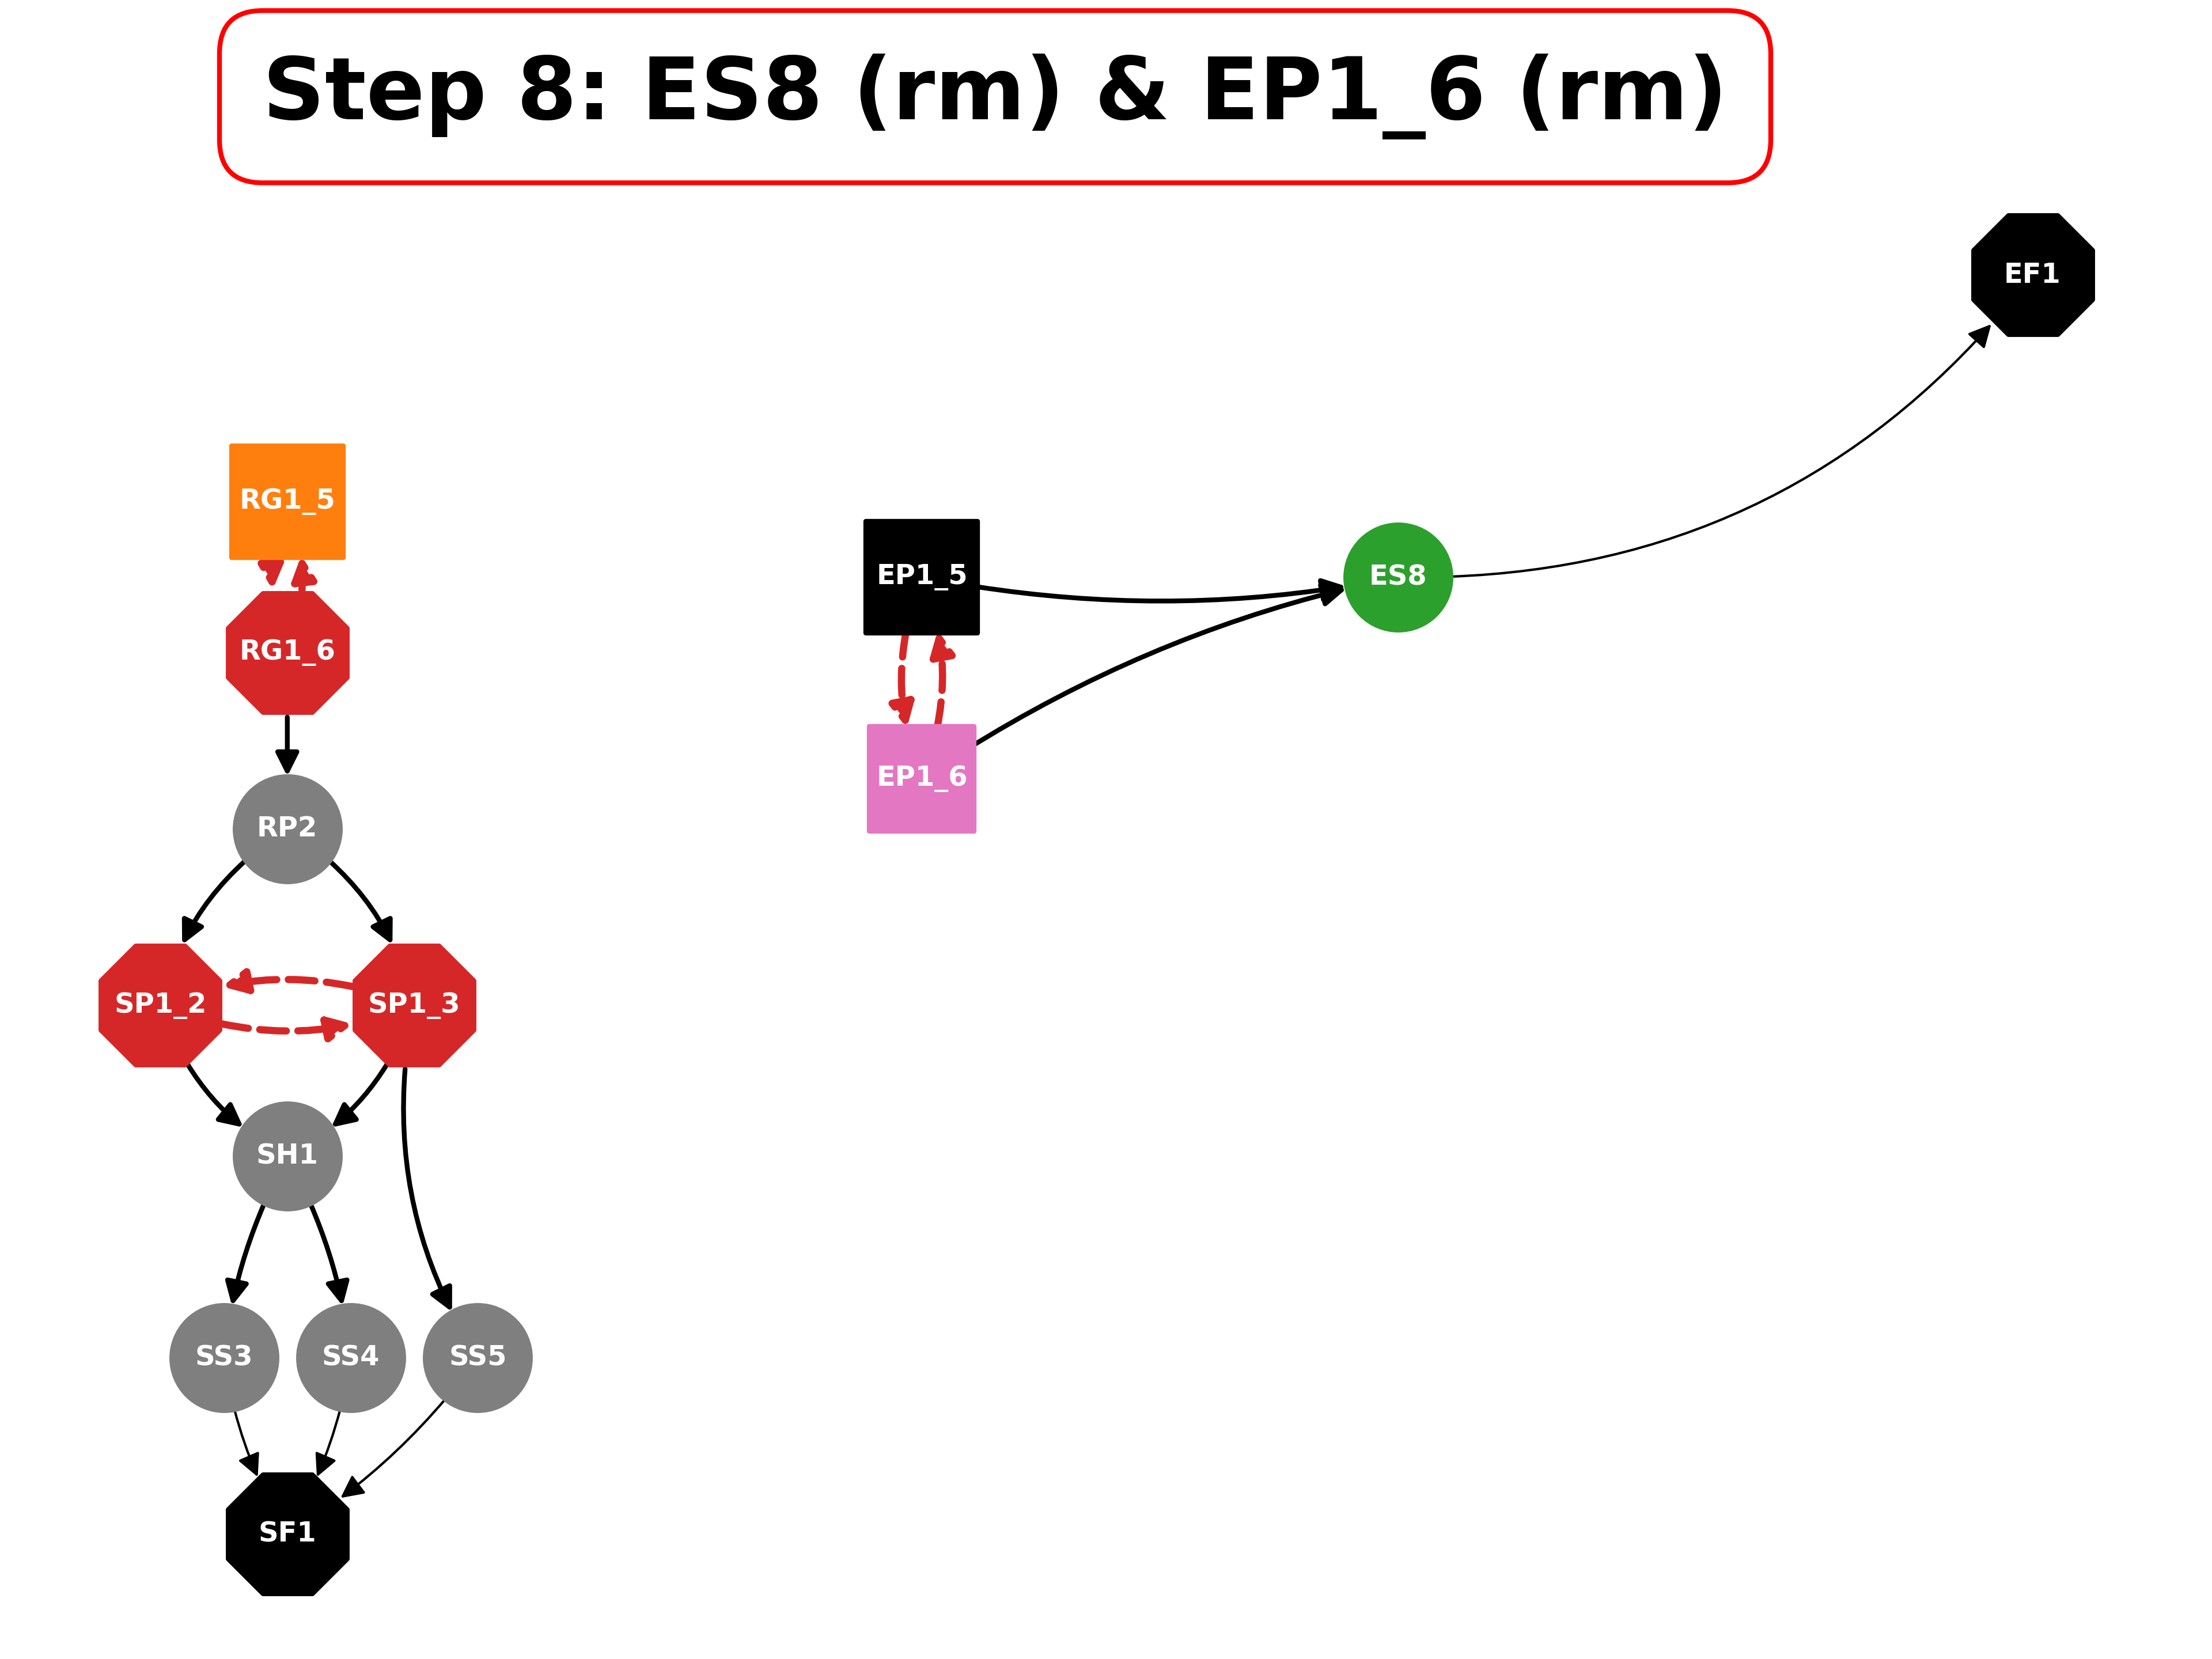 Step 8: ES8 (rm) & EP1_6 (rm)
EF1
RG1_5
EP1_5
ES8
RG1_6
EP1_6
RP2
SP1_2
SP1_3
SH1
SS3
SS4
SS5
SF1